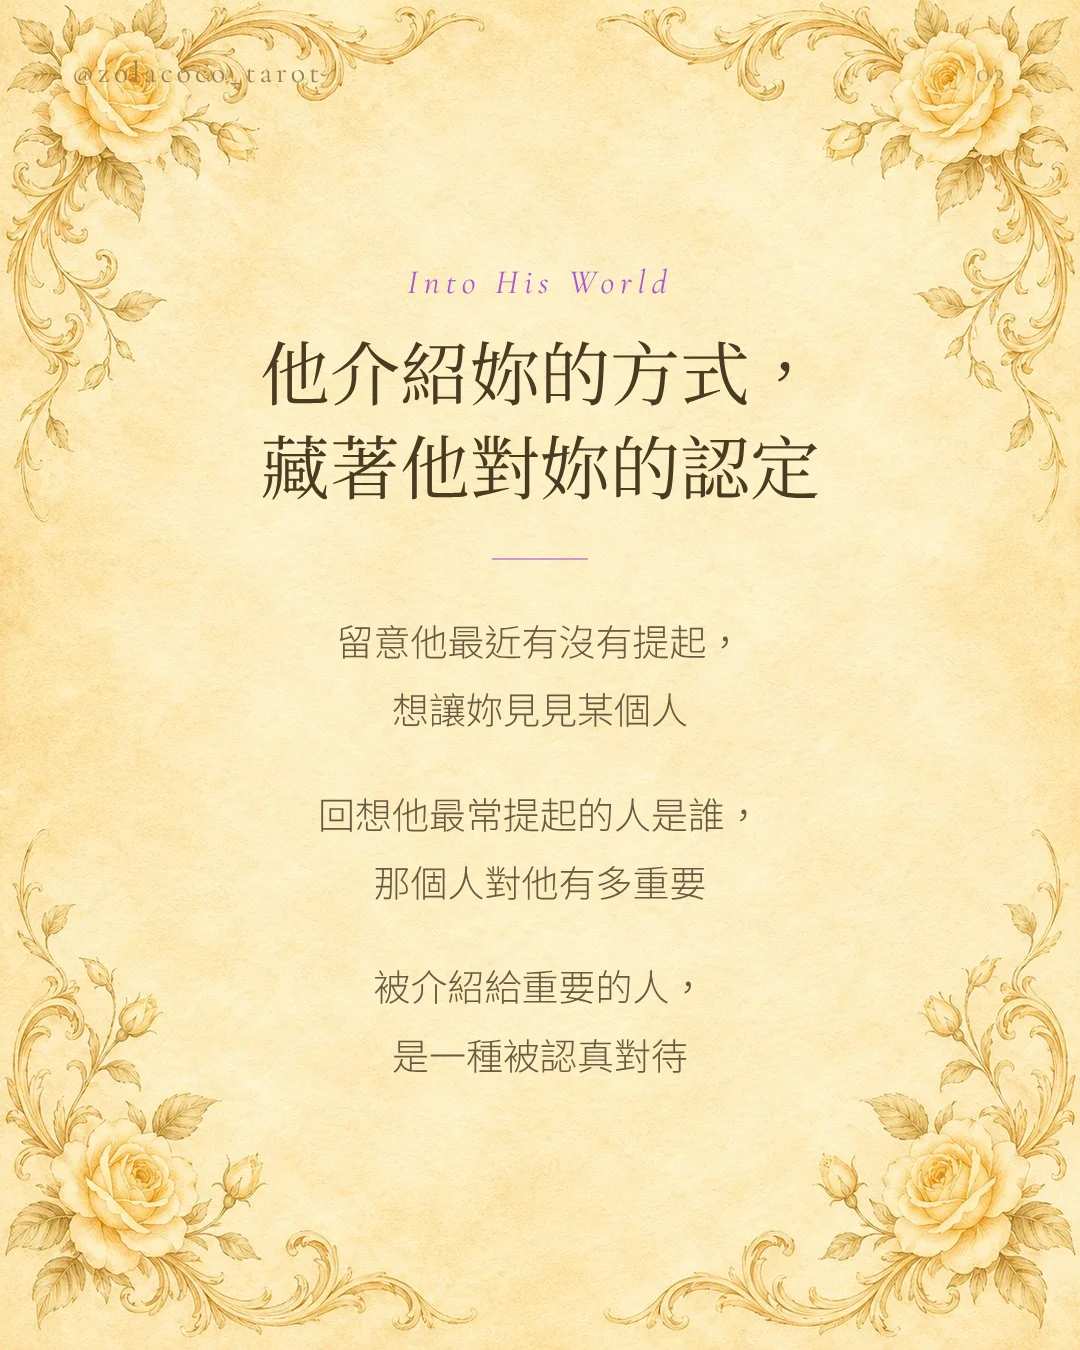 @zolacoco_tarot
03
Into His World
他介紹妳的方式，
藏著他對妳的認定
留意他最近有沒有提起，
想讓妳見見某個人
回想他最常提起的人是誰，
那個人對他有多重要
被介紹給重要的人，
是一種被認真對待